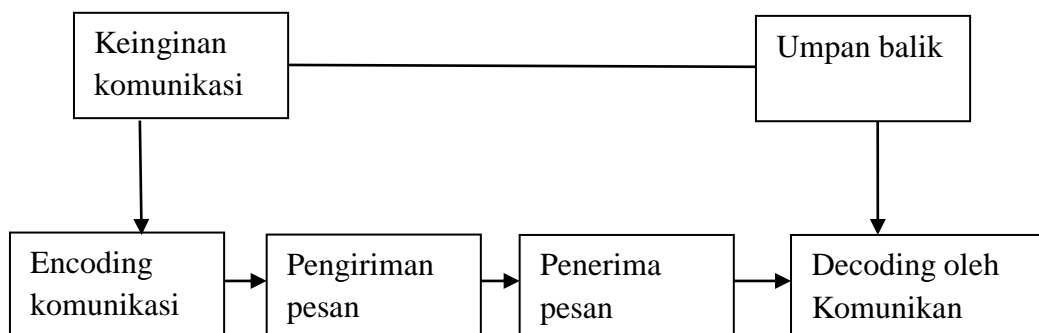 Keinginan
komunikasi
Umpan balik
Encoding
komunikasi
Pengiriman
pesan
Penerima
pesan
Decoding oleh
Komunikan